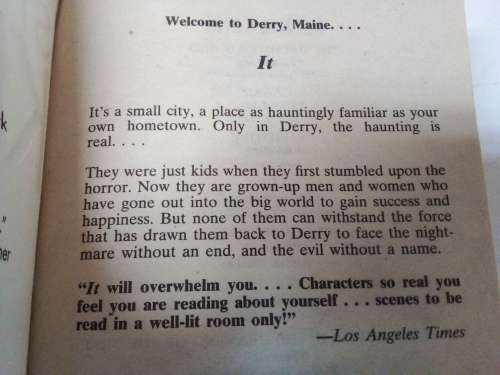 Welcome to Derry, Maine. . . .
It
It's a small city, a place as hauntingly familiar as your
own hometown. Only in Derry, the haunting is
real. . . .
They were just kids when they first stumbled upon the
horror. Now they are grown-up men and women who
have gone out into the big world to gain success and
happiness. But none of them can withstand the force
that has drawn them back to Derry to face the night-
mare without an end, and the evil without a name.
“It will overwhelm you. . . . Characters so real you
feel you are reading about yourself . . . scenes to be
read in a well-lit room only!”
—Los Angeles Times